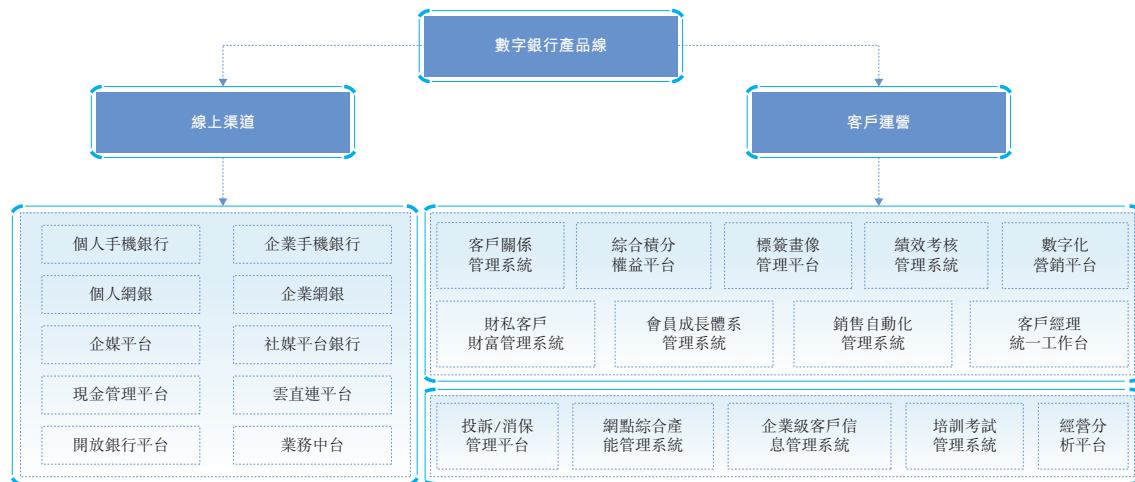 數字銀行產品線
線上渠道
客戶運營
個人手機銀行
企業手機銀行
個人網銀
企業網銀
企媒平台
社媒平台銀行
現金管理平台
雲直連平台
開放銀行平台
業務中台
客戶關係
管理系統
綜合積分
權益平台
標簽畫像
管理平台
績效考核
管理系統
數字化
營銷平台
財私客戶
財富管理系統
會員成長體系
管理系統
銷售自動化
管理系統
客戶經理
統一工作台
投訴/消保
管理平台
網點綜合產
能管理系統
企業級客戶信
息管理系統
培訓考試
管理系統
經營分
析平台